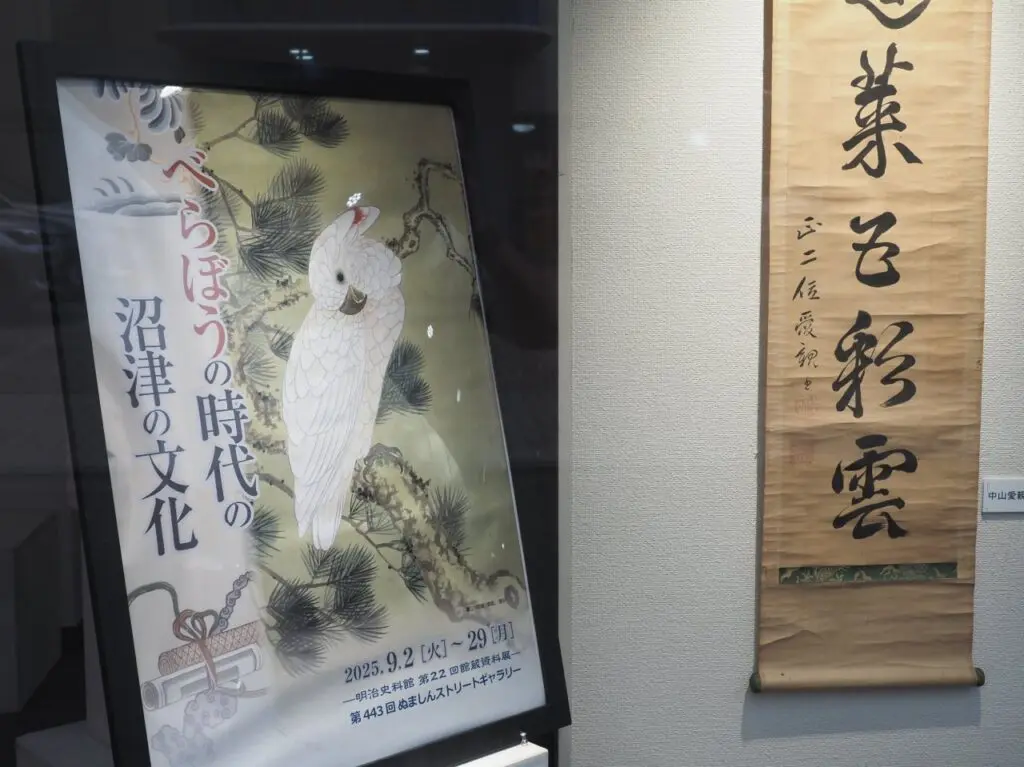 べらぼうの時代の
沼津の文化
2025.9.2［火］～29［月］
―明治史料館 第22回館蔵資料展―
第443回 ぬましんストリートギャラリー
莱五彩雲
正二位愛親書
中山愛親